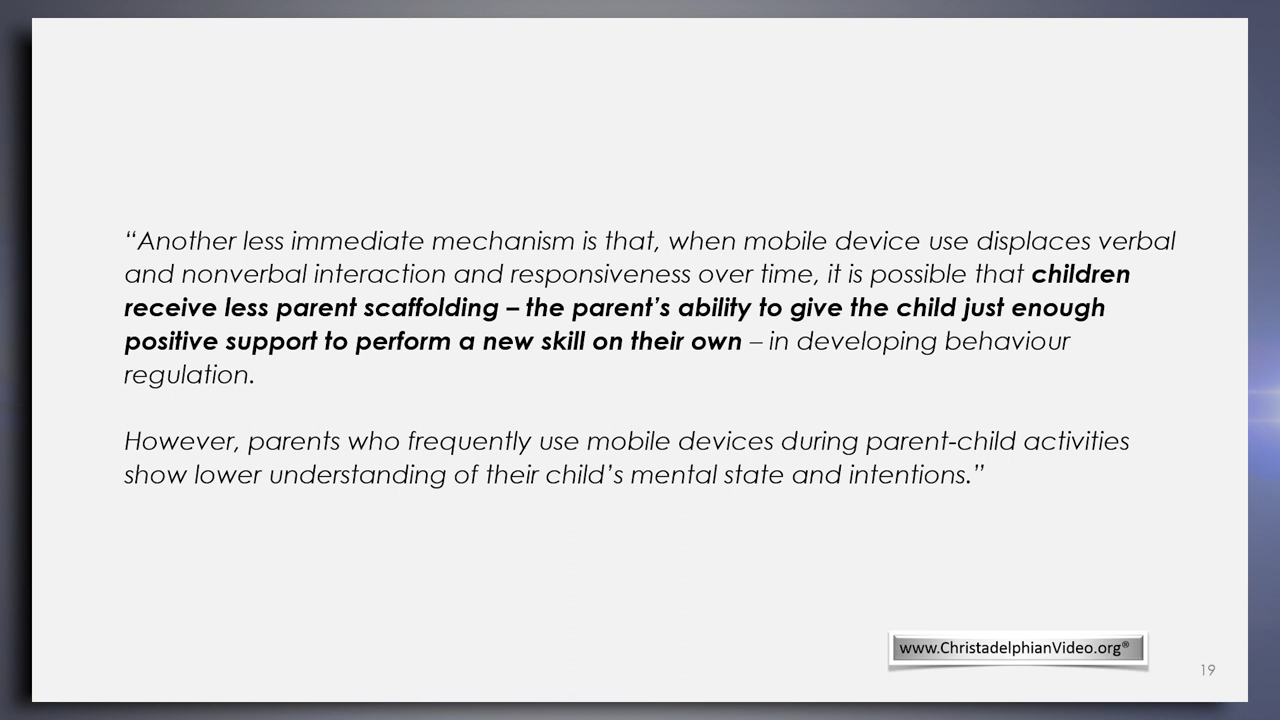 “Another less immediate mechanism is that, when mobile device use displaces verbal
and nonverbal interaction and responsiveness over time, it is possible that children
receive less parent scaffolding – the parent’s ability to give the child just enough
positive support to perform a new skill on their own – in developing behaviour
regulation.
However, parents who frequently use mobile devices during parent-child activities
show lower understanding of their child’s mental state and intentions.”
www.ChristadelphianVideo.org®
19